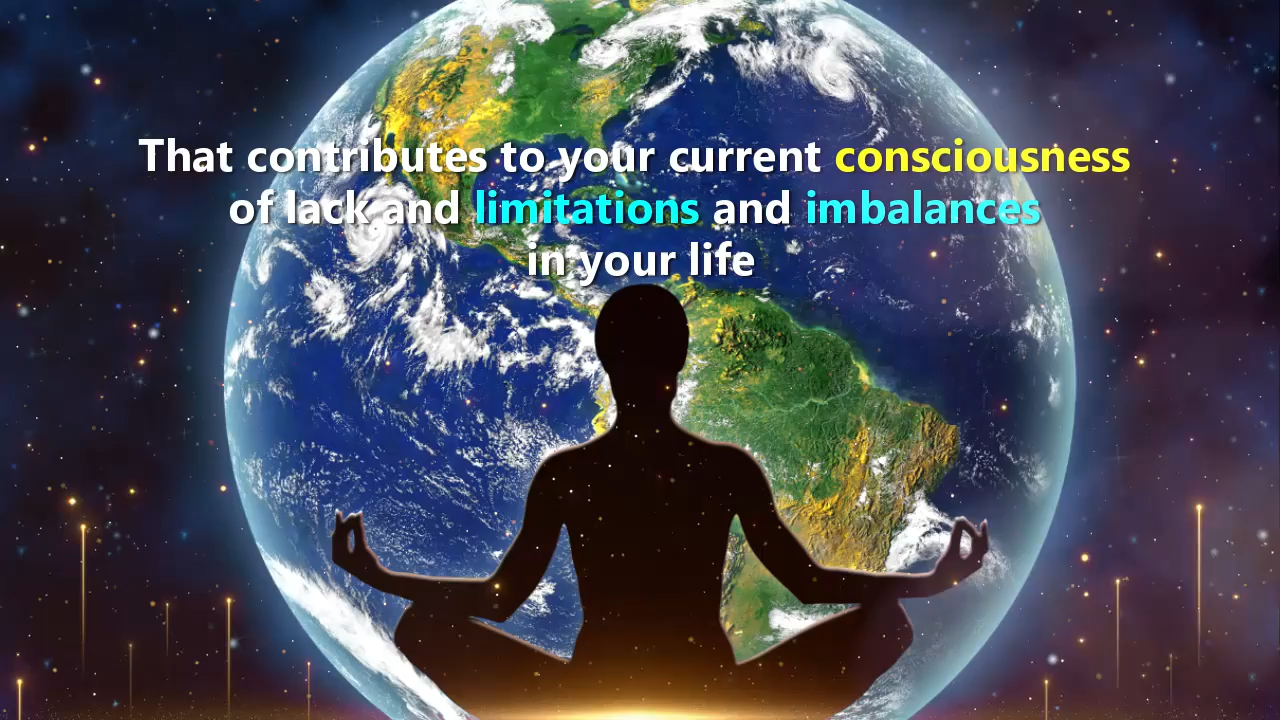 That contributes to your current consciousness
of lack and limitations and imbalances
in your life